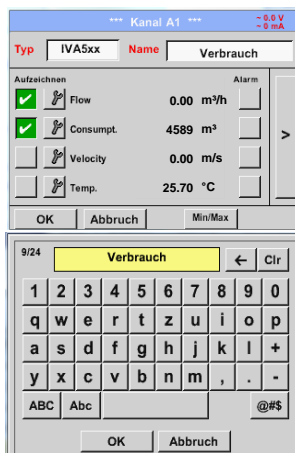 *** Kanal A1 *** ~ 0.0 V
~ 0 mA
Typ IVA5xx Name Verbrauch
Aufzeichnen Alarm
Flow 0.00 m³/h
Consumpt. 4589 m³
Velocity 0.00 m/s
Temp. 25.70 °C
>
OK Abbruch Min/Max
9/24 Verbrauch ← Clr
1 2 3 4 5 6 7 8 9 0
q w e r t z u i o p
a s d f g h j k l +
y x c v b n m , . -
ABC Abc @#$
OK Abbruch